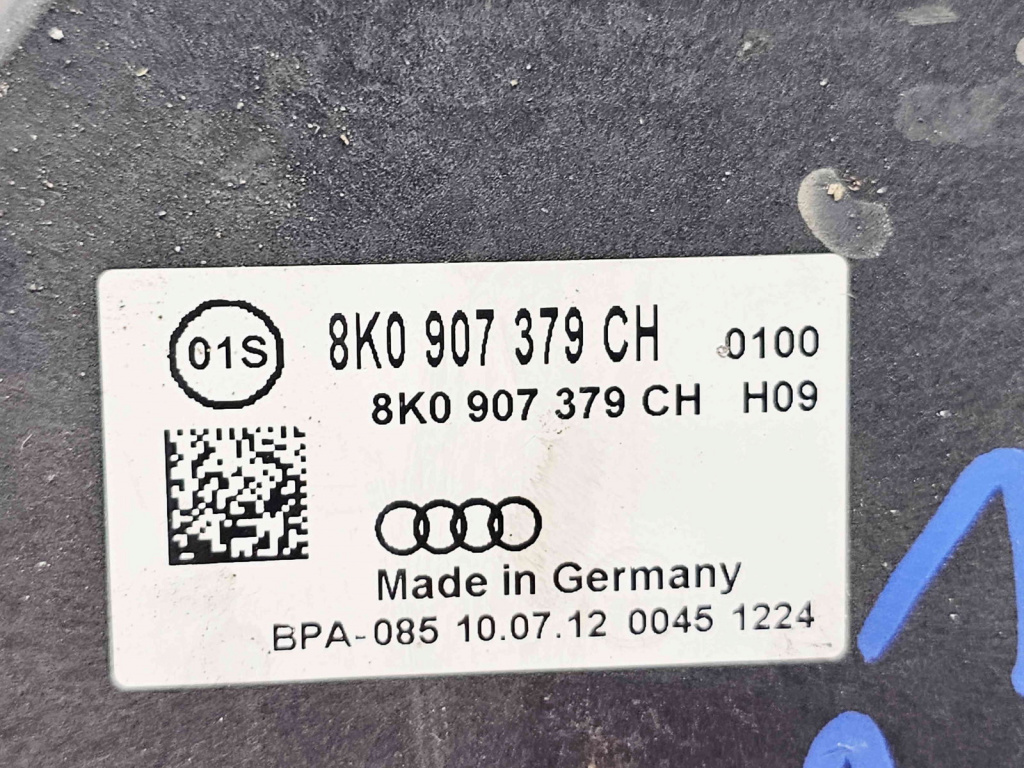 01S
8K0 907 379 CH 0100
8K0 907 379 CH H09
Made in Germany
BPA-085 10.07.12 0045 1224